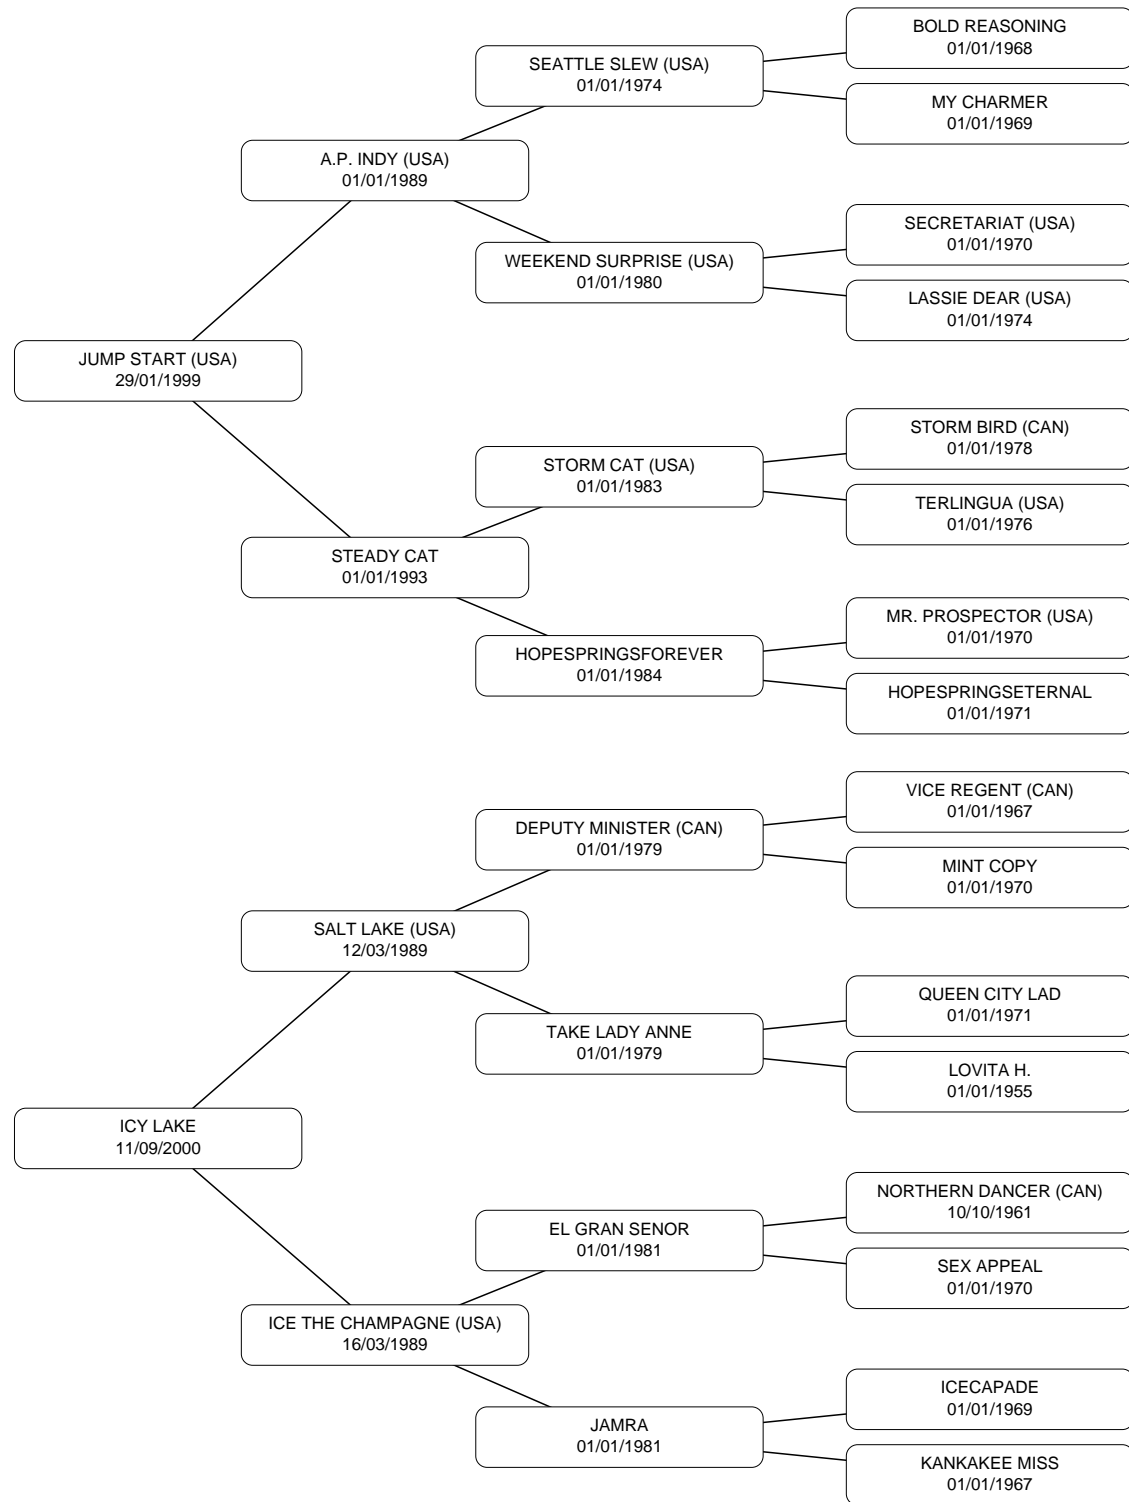 BOLD REASONING
01/01/1968
SEATTLE SLEW (USA)
01/01/1974
MY CHARMER
01/01/1969
A.P. INDY (USA)
01/01/1989
SECRETARIAT (USA)
01/01/1970
WEEKEND SURPRISE (USA)
01/01/1980
LASSIE DEAR (USA)
01/01/1974
JUMP START (USA)
29/01/1999
STORM BIRD (CAN)
01/01/1978
STORM CAT (USA)
01/01/1983
TERLINGUA (USA)
01/01/1976
STEADY CAT
01/01/1993
MR. PROSPECTOR (USA)
01/01/1970
HOPESPRINGSFOREVER
01/01/1984
HOPESPRINGSETERNAL
01/01/1971
VICE REGENT (CAN)
01/01/1967
DEPUTY MINISTER (CAN)
01/01/1979
MINT COPY
01/01/1970
SALT LAKE (USA)
12/03/1989
QUEEN CITY LAD
01/01/1971
TAKE LADY ANNE
01/01/1979
LOVITA H.
01/01/1955
ICY LAKE
11/09/2000
NORTHERN DANCER (CAN)
10/10/1961
EL GRAN SENOR
01/01/1981
SEX APPEAL
01/01/1970
ICE THE CHAMPAGNE (USA)
16/03/1989
ICECAPADE
01/01/1969
JAMRA
01/01/1981
KANKAKEE MISS
01/01/1967